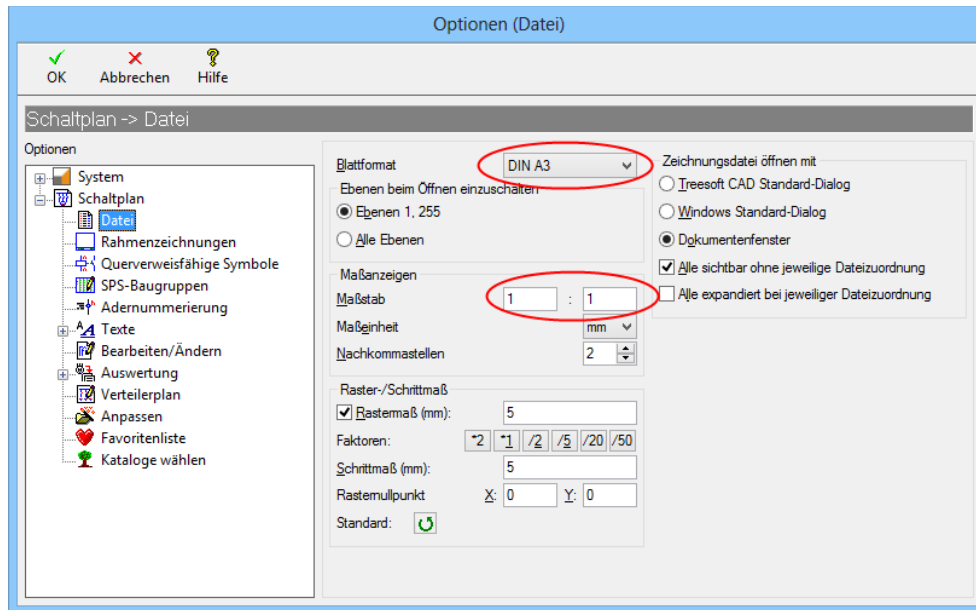 Optionen (Datei)
OK Abbrechen Hilfe
Schaltplan -> Datei
Optionen
System
Schaltplan
Datei
Rahmenzeichnungen
Querverweisfähige Symbole
SPS-Baugruppen
Adernummerierung
Texte
Bearbeiten/Ändern
Auswertung
Verteilerplan
Anpassen
Favoritenliste
Kataloge wählen
Blattformat DIN A3
Ebenen beim Öffnen einzuschalten
Ebenen 1, 255
Alle Ebenen
Maßanzeigen
Maßstab 1 : 1
Maßeinheit mm
Nachkommastellen 2
Raster-/Schrittmaß
Rastermaß (mm): 5
Faktoren: *2 *1 /2 /5 /20 /50
Schrittmaß (mm): 5
Rasternullpunkt X: 0 Y: 0
Standard:
Zeichnungsdatei öffnen mit
Treesoft CAD Standard-Dialog
Windows Standard-Dialog
Dokumentenfenster
Alle sichtbar ohne jeweilige Dateizuordnung
Alle expandiert bei jeweiliger Dateizuordnung